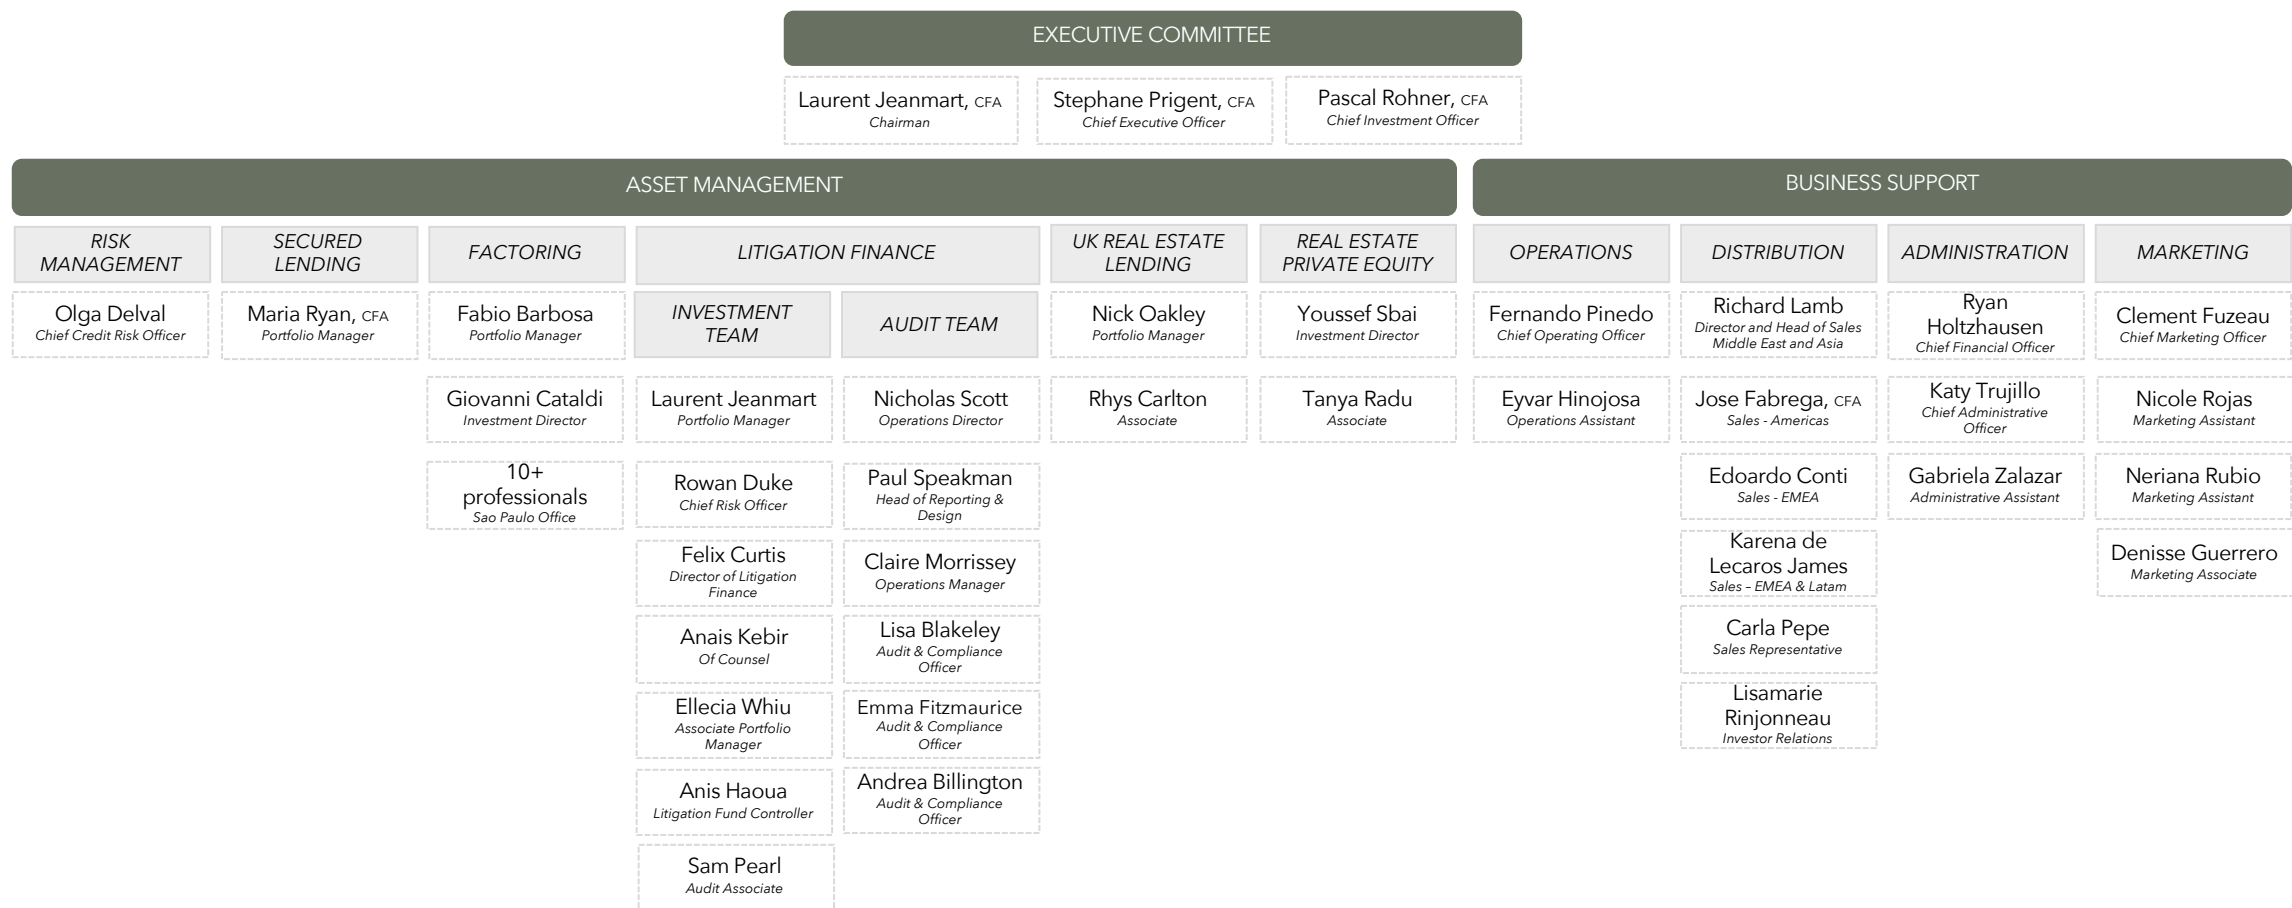 EXECUTIVE COMMITTEE
Laurent Jeanmart, CFA
Chairman
Stephane Prigent, CFA
Chief Executive Officer
Pascal Rohner, CFA
Chief Investment Officer
ASSET MANAGEMENT
RISK
MANAGEMENT
Olga Delval
Chief Credit Risk Officer
SECURED
LENDING
Maria Ryan, CFA
Portfolio Manager
FACTORING
Fabio Barbosa
Portfolio Manager
Giovanni Cataldi
Investment Director
10+
professionals
Sao Paulo Office
LITIGATION FINANCE
INVESTMENT
TEAM
Laurent Jeanmart
Portfolio Manager
Rowan Duke
Chief Risk Officer
Felix Curtis
Director of Litigation
Finance
Anais Kebir
Of Counsel
Ellecia Whiu
Associate Portfolio
Manager
Anis Haoua
Litigation Fund Controller
Sam Pearl
Audit Associate
AUDIT TEAM
Nicholas Scott
Operations Director
Paul Speakman
Head of Reporting &
Design
Claire Morrissey
Operations Manager
Lisa Blakeley
Audit & Compliance
Officer
Emma Fitzmaurice
Audit & Compliance
Officer
Andrea Billington
Audit & Compliance
Officer
UK REAL ESTATE
LENDING
Nick Oakley
Portfolio Manager
Rhys Carlton
Associate
REAL ESTATE
PRIVATE EQUITY
Youssef Sbai
Investment Director
Tanya Radu
Associate
BUSINESS SUPPORT
OPERATIONS
Fernando Pinedo
Chief Operating Officer
Eyvar Hinojosa
Operations Assistant
DISTRIBUTION
Richard Lamb
Director and Head of Sales
Middle East and Asia
Jose Fabrega, CFA
Sales - Americas
Edoardo Conti
Sales - EMEA
Karena de
Lecaros James
Sales – EMEA & Latam
Carla Pepe
Sales Representative
Lisamarie
Rinjonneau
Investor Relations
ADMINISTRATION
Ryan
Holtzhausen
Chief Financial Officer
Katy Trujillo
Chief Administrative
Officer
Gabriela Zalazar
Administrative Assistant
MARKETING
Clement Fuzeau
Chief Marketing Officer
Nicole Rojas
Marketing Assistant
Neriana Rubio
Marketing Assistant
Denisse Guerrero
Marketing Associate